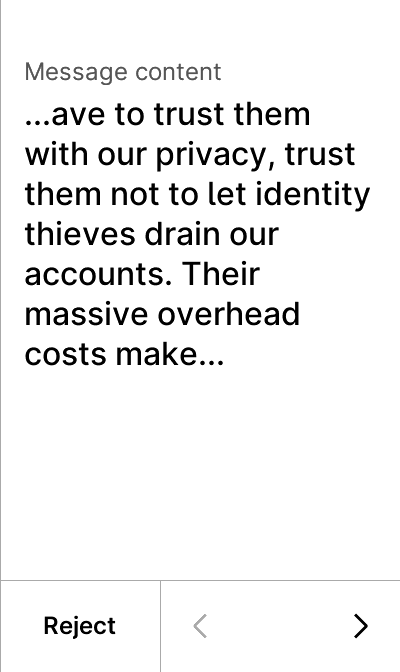 Message content
...ave to trust them
with our privacy, trust
them not to let identity
thieves drain our
accounts. Their
massive overhead
costs make...
Reject